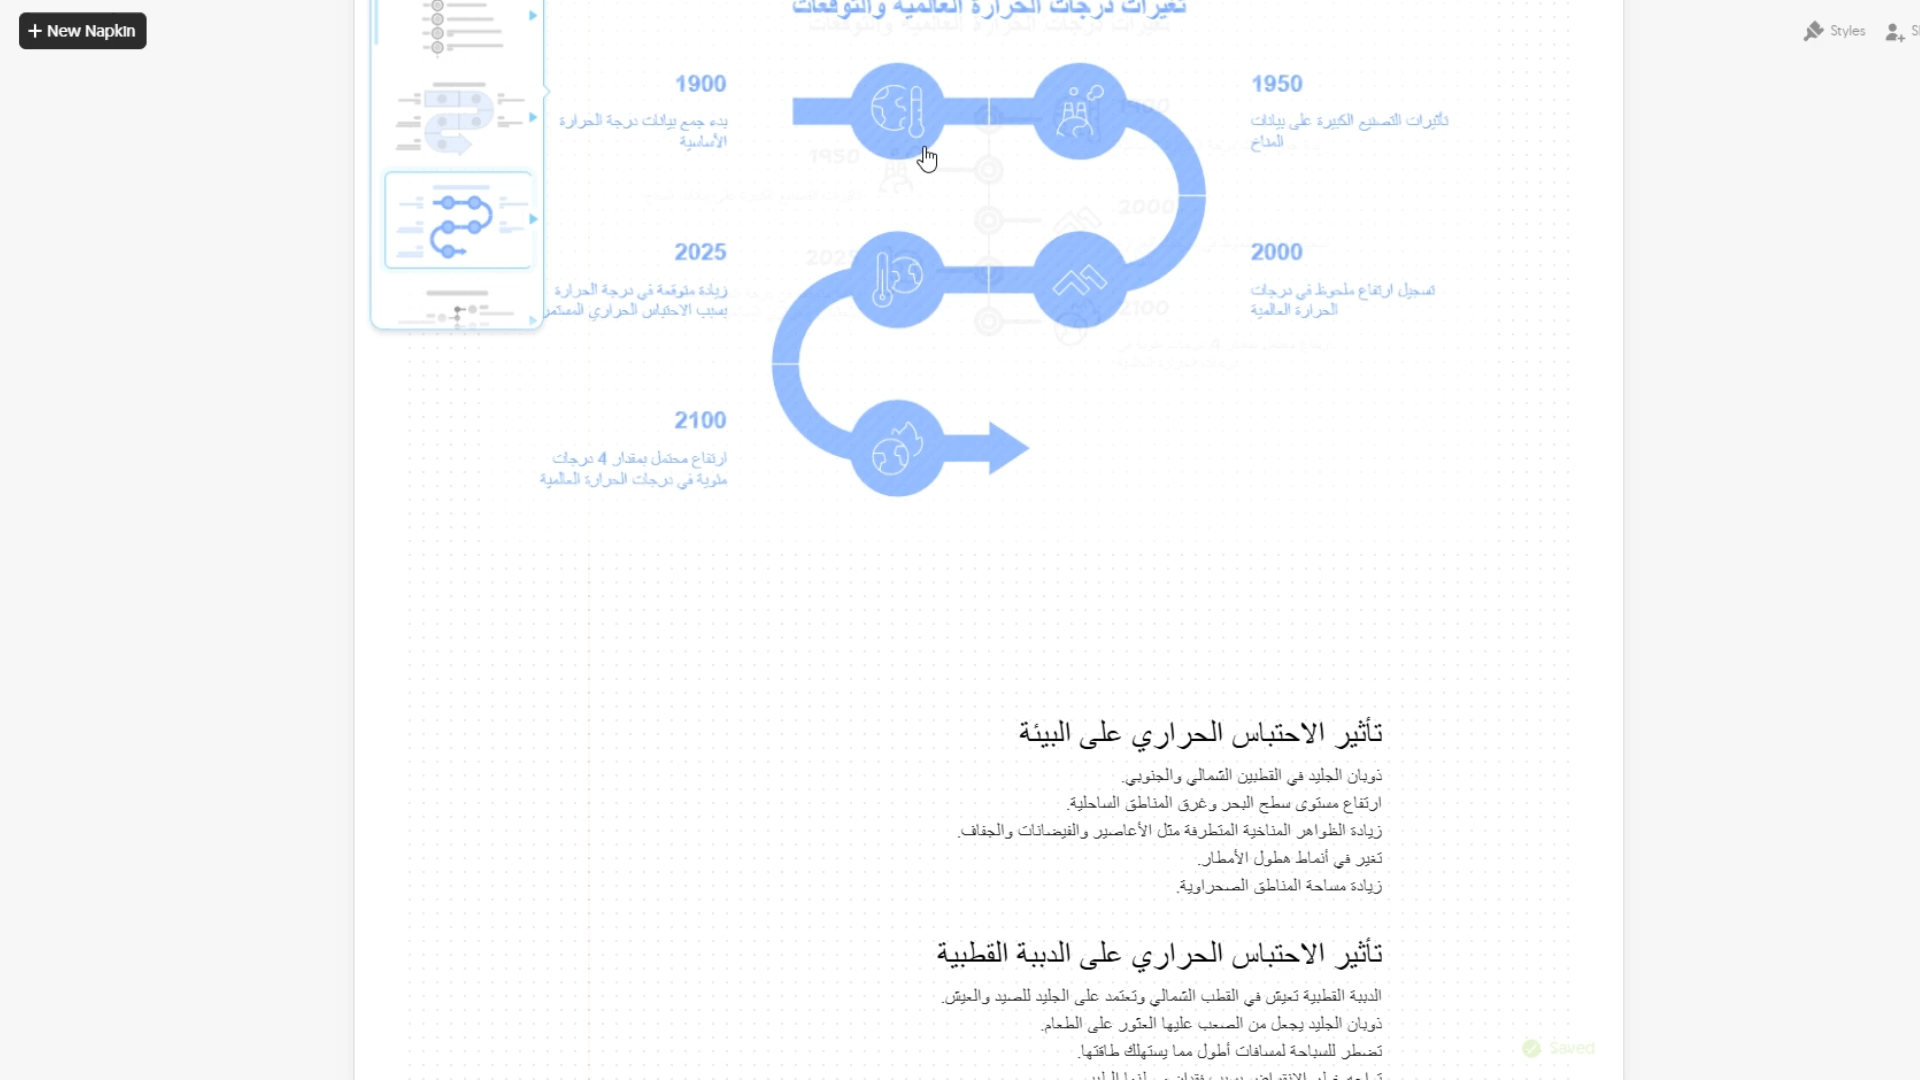 + New Napkin
Styles
تغيرات درجات الحرارة العالمية والتوقعات
1900
بدء جمع بيانات درجة الحرارة
الأساسية
1950
تأثيرات التصنيع الكبيرة على بيانات
المناخ
2025
زيادة متوقعة في درجة الحرارة
بسبب الاحتباس الحراري المستمر
2000
تسجيل ارتفاع ملحوظ في درجات
الحرارة العالمية
2100
ارتفاع محتمل بمقدار 4 درجات
مئوية في درجات الحرارة العالمية
تأثير الاحتباس الحراري على البيئة
ذوبان الجليد في القطبين الشمالي والجنوبي.
ارتفاع مستوى سطح البحر وغرق المناطق الساحلية.
زيادة الظواهر المناخية المتطرفة مثل الأعاصير والفيضانات والجفاف.
تغير في أنماط هطول الأمطار.
زيادة مساحة المناطق الصحراوية.
تأثير الاحتباس الحراري على الدببة القطبية
الدببة القطبية تعيش في القطب الشمالي وتعتمد على الجليد للصيد والعيش.
ذوبان الجليد يجعل من الصعب عليها العثور على الطعام.
تضطر للسباحة لمسافات أطول مما يستهلك طاقتها.
Saved